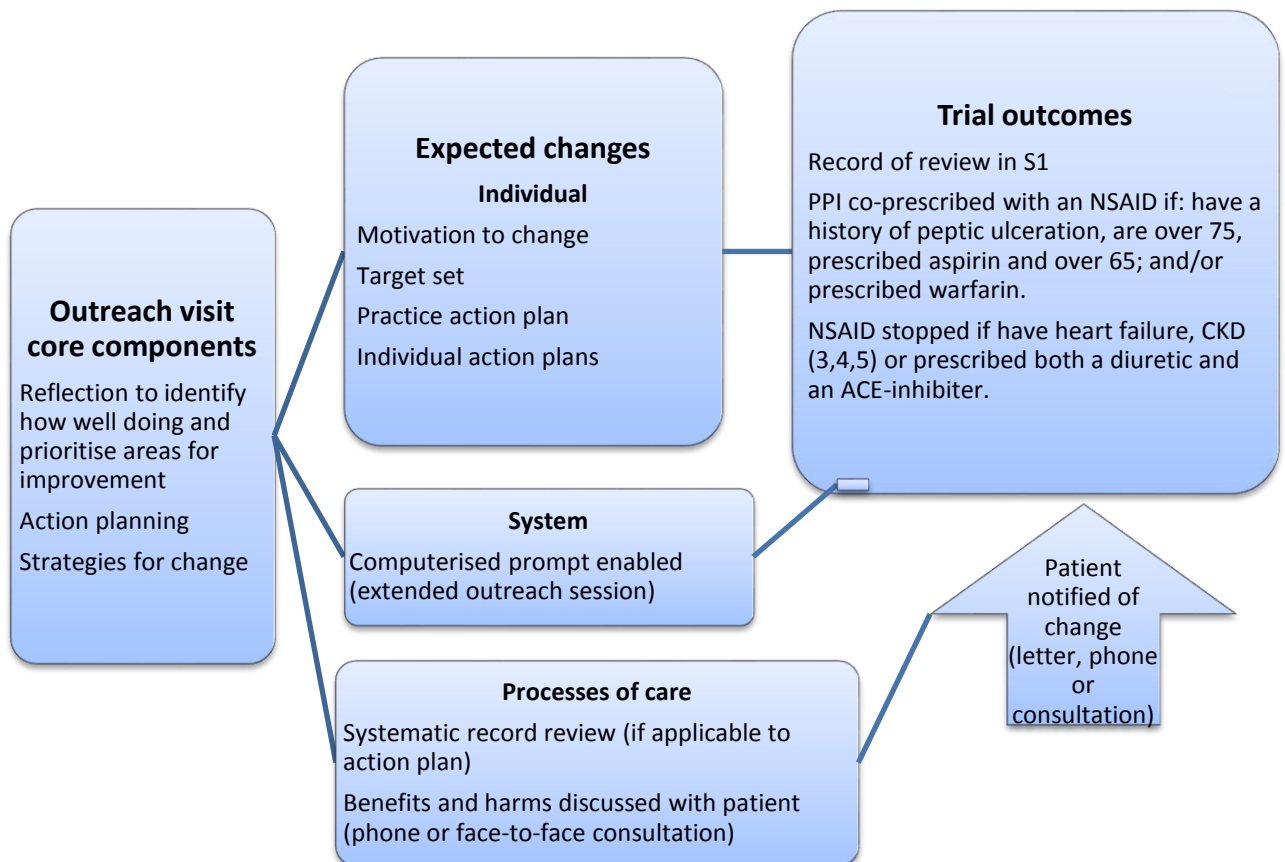 Outreach visit
core components
Reflection to identify
how well doing and
prioritise areas for
improvement
Action planning
Strategies for change
Expected changes
Individual
Motivation to change
Target set
Practice action plan
Individual action plans
System
Computerised prompt enabled
(extended outreach session)
Processes of care
Systematic record review (if applicable to
action plan)
Benefits and harms discussed with patient
(phone or face-to-face consultation)
Trial outcomes
Record of review in S1
PPI co-prescribed with an NSAID if: have a
history of peptic ulceration, are over 75,
prescribed aspirin and over 65; and/or
prescribed warfarin.
NSAID stopped if have heart failure, CKD
(3,4,5) or prescribed both a diuretic and
an ACE-inhibiter.
Patient
notified of
change
(letter, phone
or
consultation)